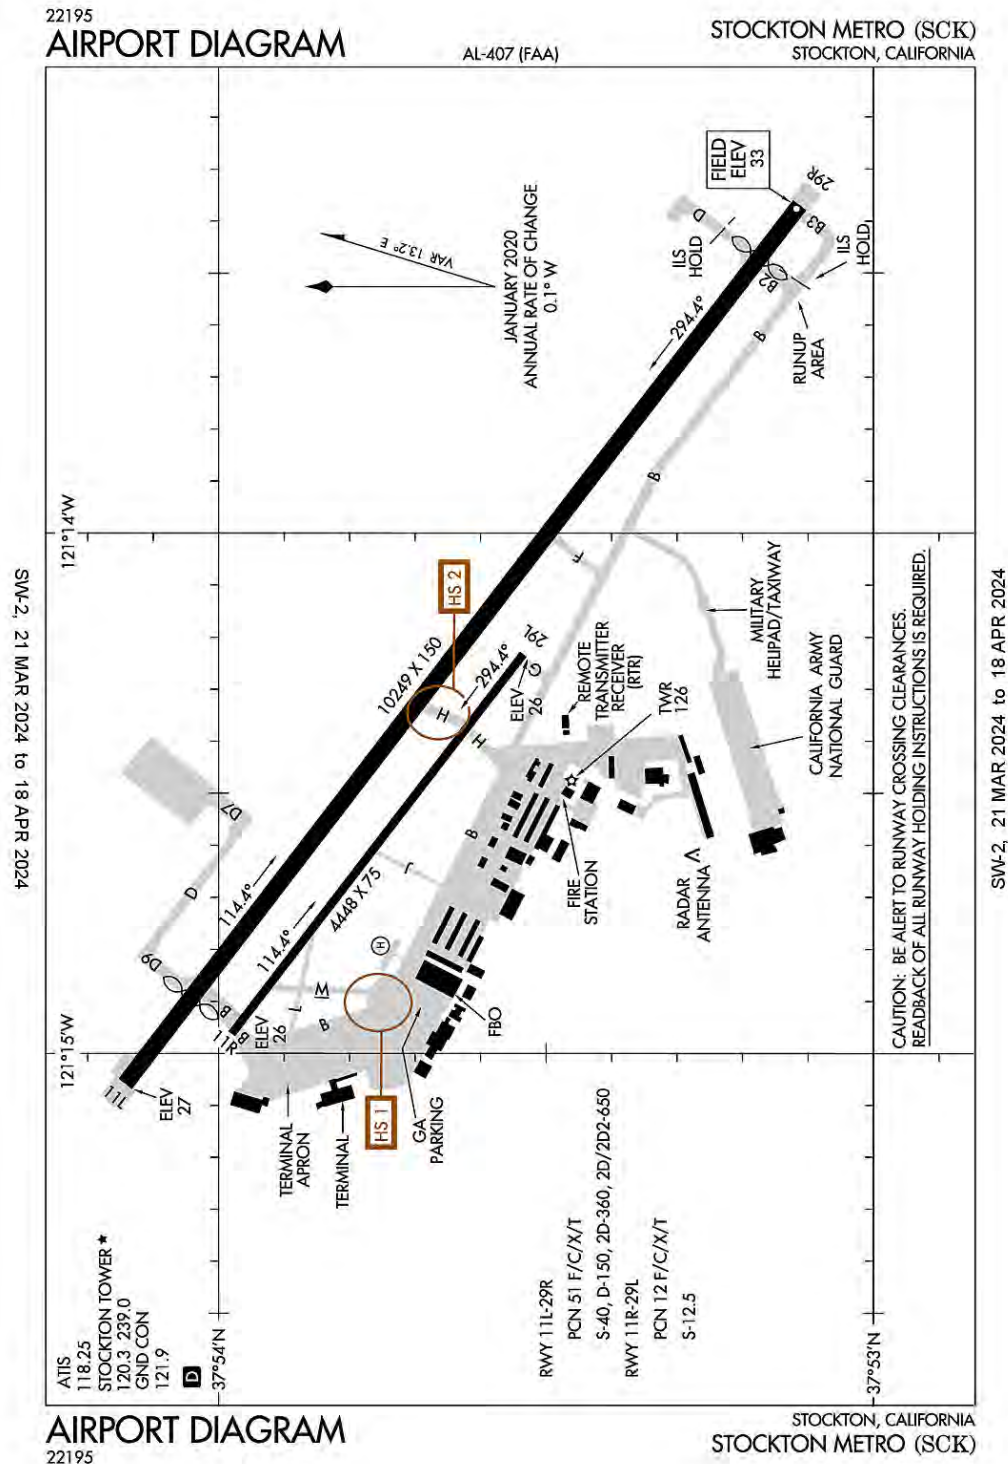 22195
AIRPORT DIAGRAM
AL-407 (FAA)
STOCKTON METRO (SCK)
STOCKTON, CALIFORNIA
FIELD
ELEV
33
29R
D
B3
ILS
HOLD
ILS
HOLD
B2
B
RUNUP
AREA
VAR 13.2° E
JANUARY 2020
ANNUAL RATE OF CHANGE
0.1° W
294.4°
B
121°14'W
F
HS 2
10249 X 150
H
294.4°
29L
G
ELEV
26
H
REMOTE
TRANSMITTER
RECEIVER
(RTR)
TWR
126
MILITARY
HELIPAD/TAXIWAY
CALIFORNIA ARMY
NATIONAL GUARD
D7
D
114.4°
B
J
4448 X 75
114.4°
FIRE
STATION
RADAR
ANTENNA
D9
H
M
L
B
B
B
11R
ELEV
26
FBO
121°15'W
11L
ELEV
27
TERMINAL
APRON
TERMINAL
HS 1
GA
PARKING
CAUTION: BE ALERT TO RUNWAY CROSSING CLEARANCES.
READBACK OF ALL RUNWAY HOLDING INSTRUCTIONS IS REQUIRED.
RWY 11L-29R
PCN 51 F/C/X/T
S-40, D-150, 2D-360, 2D/2D2-650
RWY 11R-29L
PCN 12 F/C/X/T
S-12.5
ATIS
118.25
STOCKTON TOWER ★
120.3 239.0
GND CON
121.9
D
37°54'N
37°53'N
SW-2, 21 MAR 2024 to 18 APR 2024
SW-2, 21 MAR 2024 to 18 APR 2024
AIRPORT DIAGRAM
22195
STOCKTON, CALIFORNIA
STOCKTON METRO (SCK)